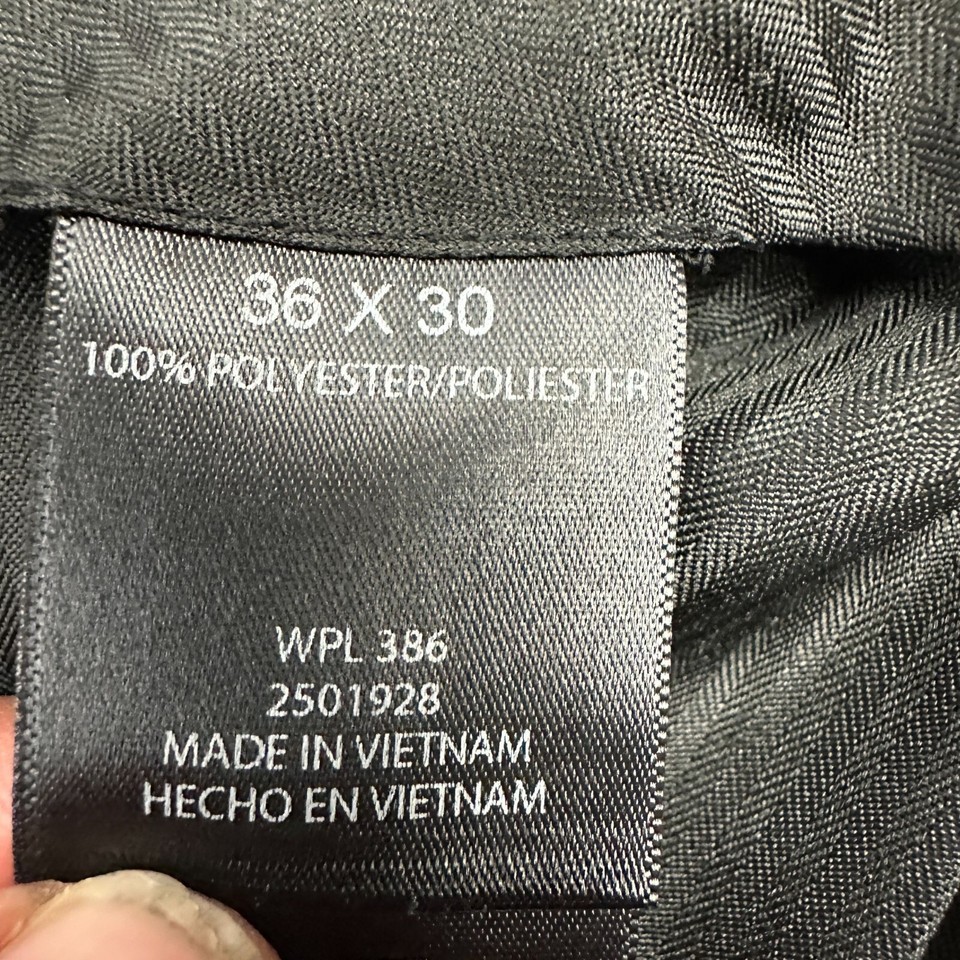 36 X 30
100% POLYESTER/POLIESTER
WPL 386
2501928
MADE IN VIETNAM
HECHO EN VIETNAM